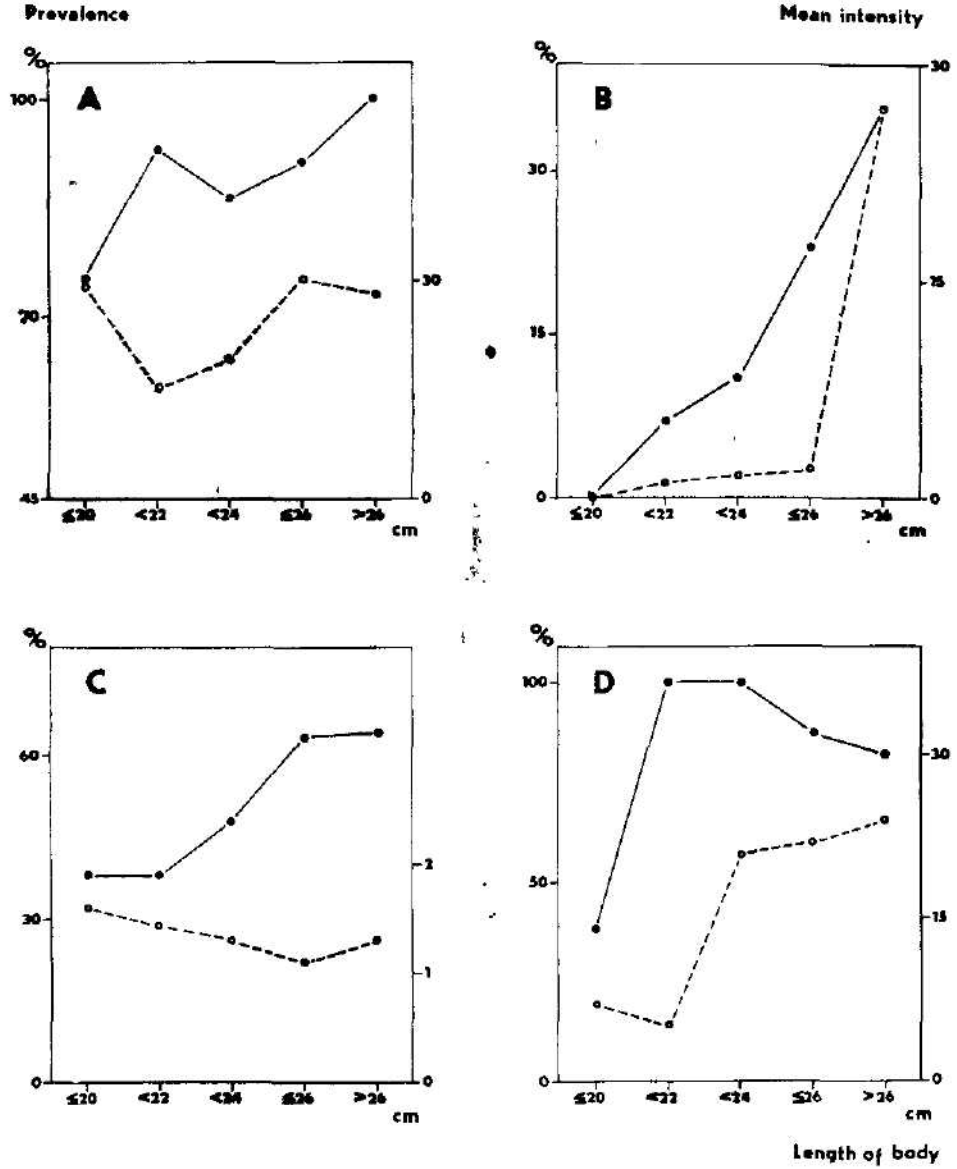 Prevalence
Mean intensity
%
A
100
70
45
30
0
≤20 <22 <24 ≤26 >26
cm
%
B
30
15
0
30
15
0
≤20 <22 <24 ≤26 >26
cm
%
C
60
30
0
2
1
0
≤20 <22 <24 ≤26 >26
cm
%
D
100
50
0
30
15
0
≤20 <22 <24 ≤26 >26
cm
Length of body